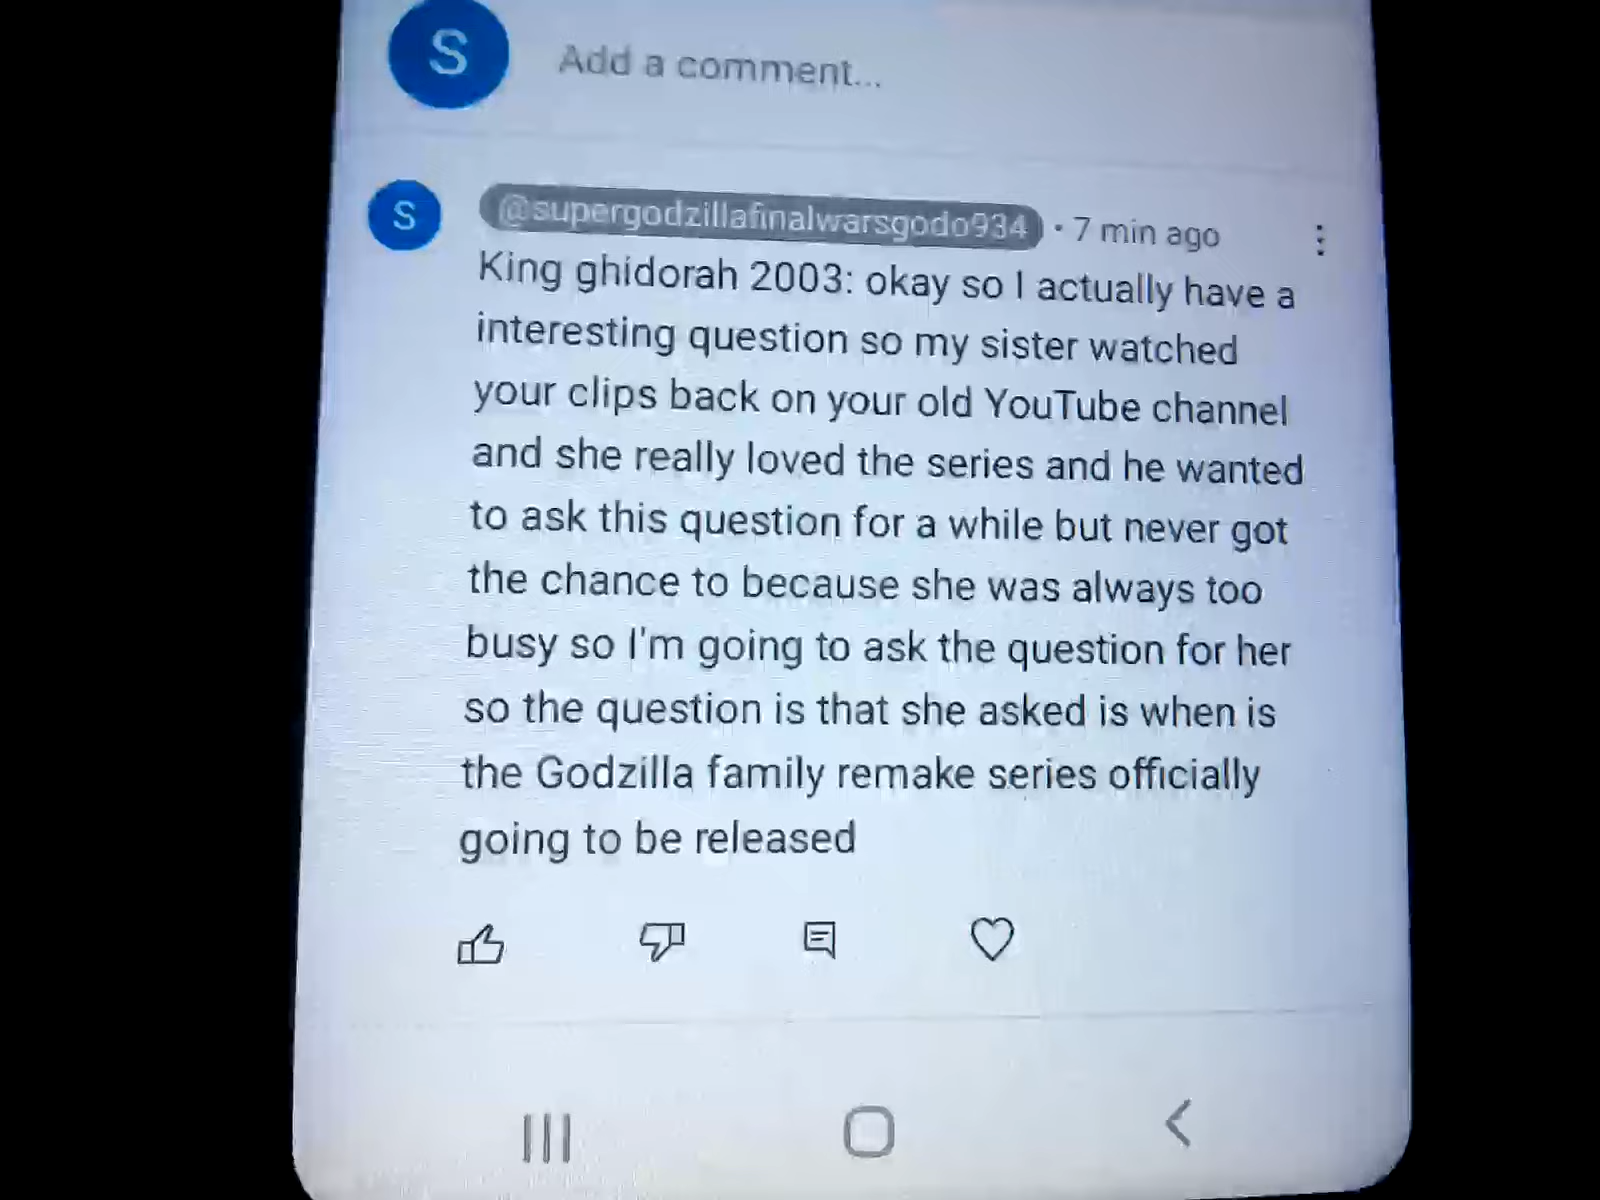 S
Add a comment...
S
@supergodzillafinalwarsgodo934 • 7 min ago
King ghidorah 2003: okay so I actually have a
interesting question so my sister watched
your clips back on your old YouTube channel
and she really loved the series and he wanted
to ask this question for a while but never got
the chance to because she was always too
busy so I'm going to ask the question for her
so the question is that she asked is when is
the Godzilla family remake series officially
going to be released